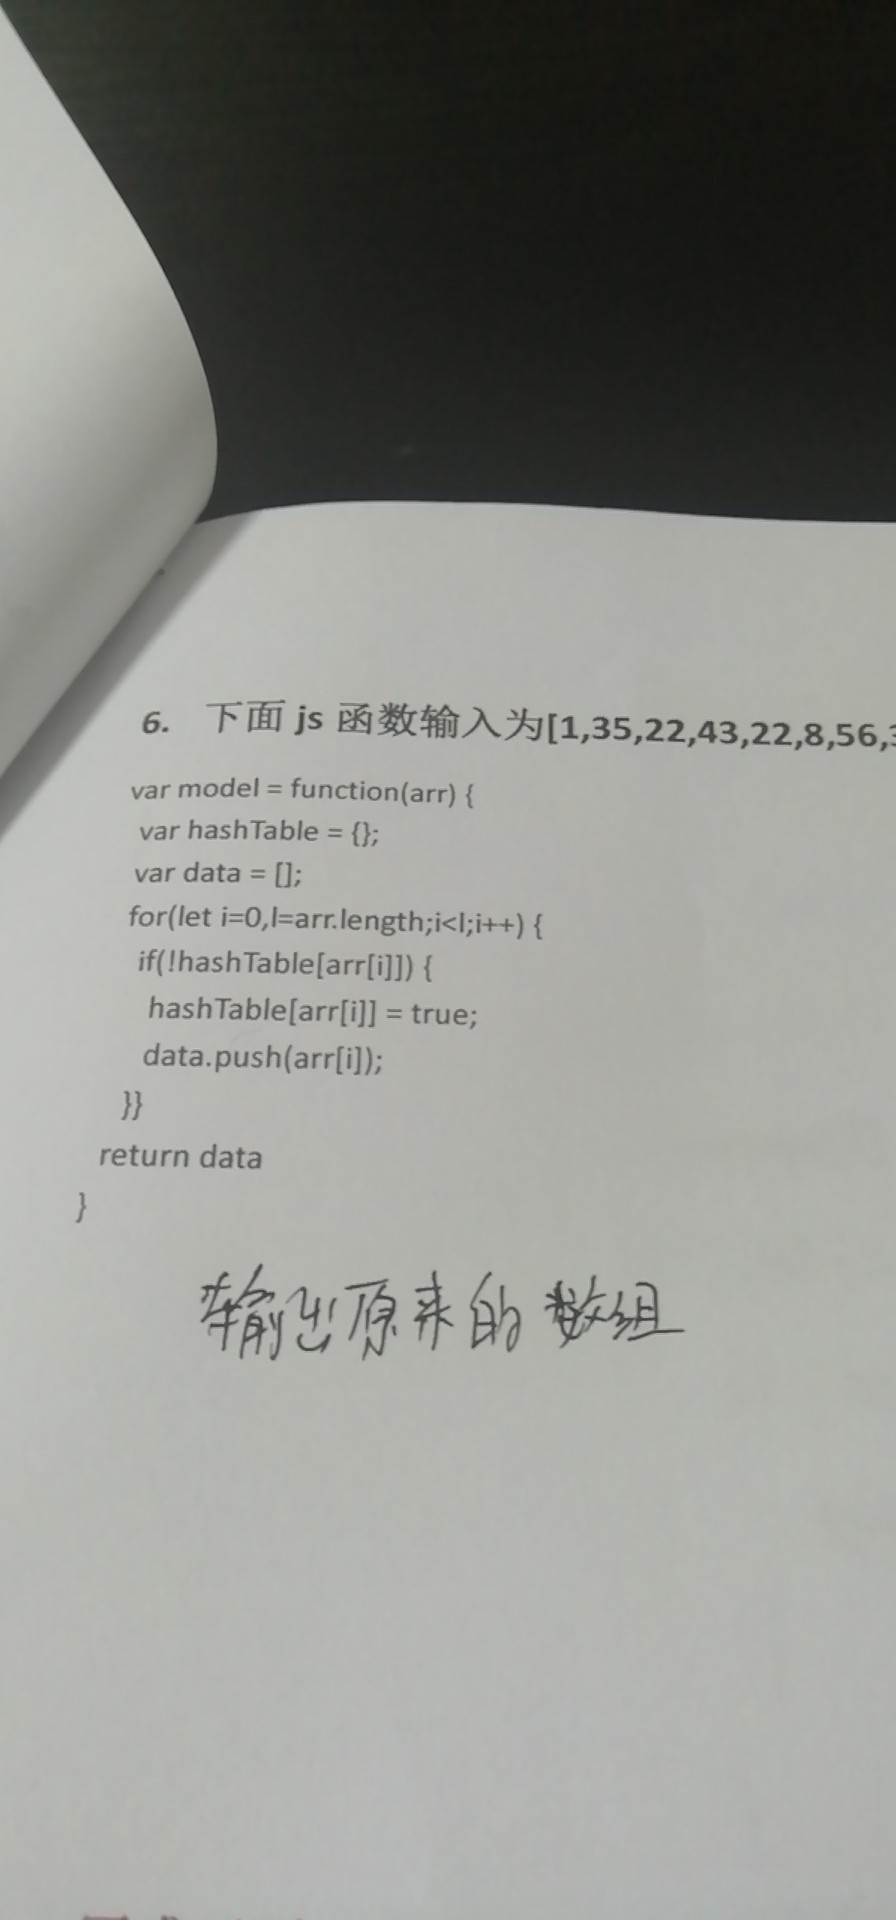 6. 下面 js 函数输入为[1,35,22,43,22,8,56,
var model = function(arr) {
var hashTable = {};
var data = [];
for(let i=0,l=arr.length;i<l;i++) {
if(!hashTable[arr[i]]) {
hashTable[arr[i]] = true;
data.push(arr[i]);
}}
return data
}
输出原来的数组